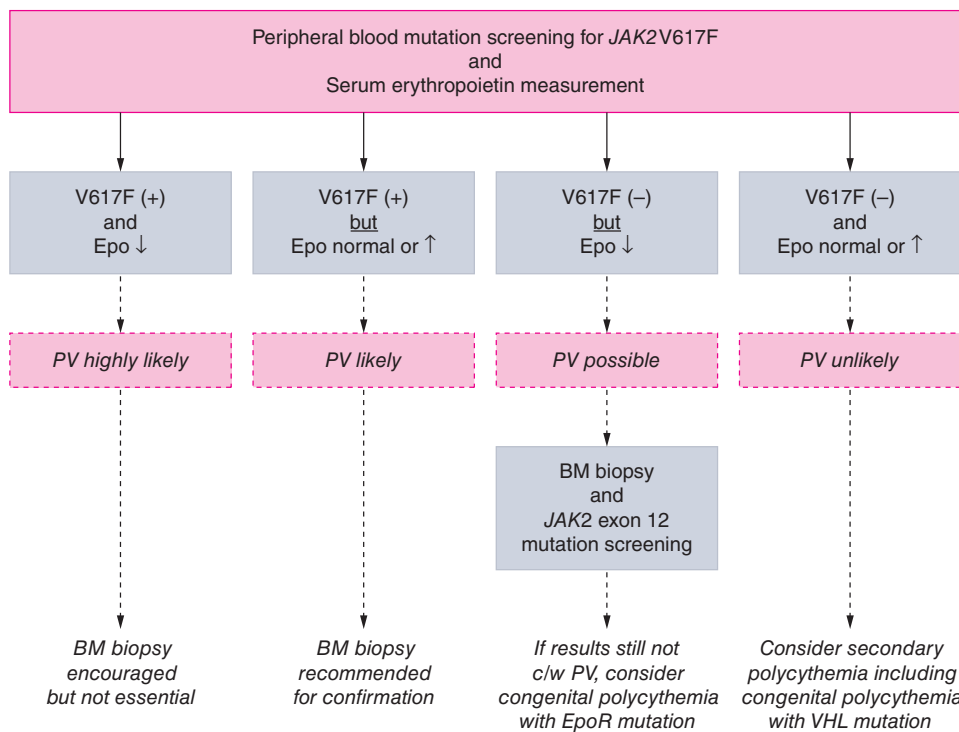 Peripheral blood mutation screening for JAK2V617F
and
Serum erythropoietin measurement
V617F (+)
and
Epo ↓
V617F (+)
but
Epo normal or ↑
V617F (–)
but
Epo ↓
V617F (–)
and
Epo normal or ↑
PV highly likely
PV likely
PV possible
PV unlikely
BM biopsy
and
JAK2 exon 12
mutation screening
BM biopsy
encouraged
but not essential
BM biopsy
recommended
for confirmation
If results still not
c/w PV, consider
congenital polycythemia
with EpoR mutation
Consider secondary
polycythemia including
congenital polycythemia
with VHL mutation